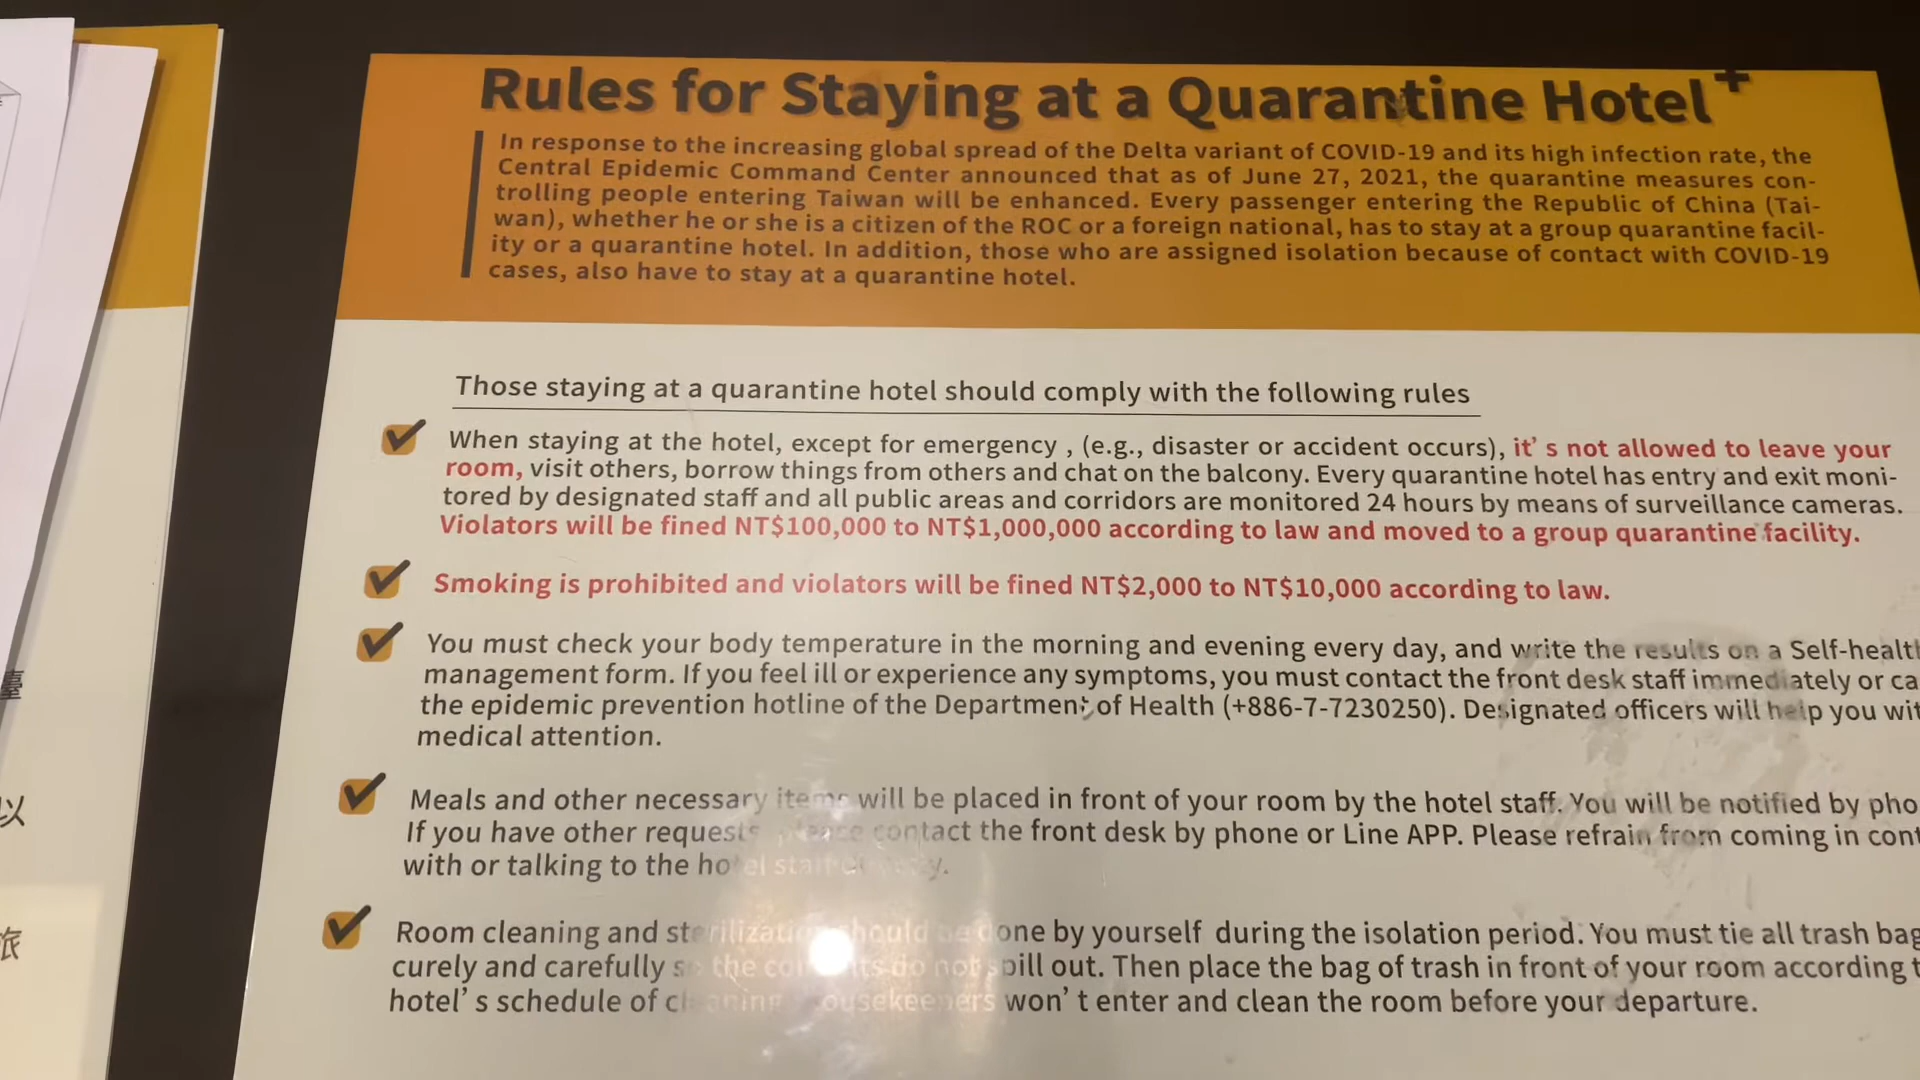 Rules for Staying at a Quarantine Hotel+
In response to the increasing global spread of the Delta variant of COVID-19 and its high infection rate, the
Central Epidemic Command Center announced that as of June 27, 2021, the quarantine measures con-
trolling people entering Taiwan will be enhanced. Every passenger entering the Republic of China (Tai-
wan), whether he or she is a citizen of the ROC or a foreign national, has to stay at a group quarantine facil-
ity or a quarantine hotel. In addition, those who are assigned isolation because of contact with COVID-19
cases, also have to stay at a quarantine hotel.
Those staying at a quarantine hotel should comply with the following rules
When staying at the hotel, except for emergency , (e.g., disaster or accident occurs), it’s not allowed to leave your
room, visit others, borrow things from others and chat on the balcony. Every quarantine hotel has entry and exit moni-
tored by designated staff and all public areas and corridors are monitored 24 hours by means of surveillance cameras.
Violators will be fined NT$100,000 to NT$1,000,000 according to law and moved to a group quarantine facility.
Smoking is prohibited and violators will be fined NT$2,000 to NT$10,000 according to law.
You must check your body temperature in the morning and evening every day, and write the results on a Self-health
management form. If you feel ill or experience any symptoms, you must contact the front desk staff immediately or ca
the epidemic prevention hotline of the Department of Health (+886-7-7230250). Designated officers will help you wit
medical attention.
Meals and other necessary items will be placed in front of your room by the hotel staff. You will be notified by pho
If you have other requests please contact the front desk by phone or Line APP. Please refrain from coming in cont
with or talking to the hotel staff
Room cleaning and sterilization should be done by yourself during the isolation period. You must tie all trash bag
curely and carefully so the contents do not spill out. Then place the bag of trash in front of your room according t
hotel’s schedule of cleaning housekeepers won’t enter and clean the room before your departure.
臺
以
旅